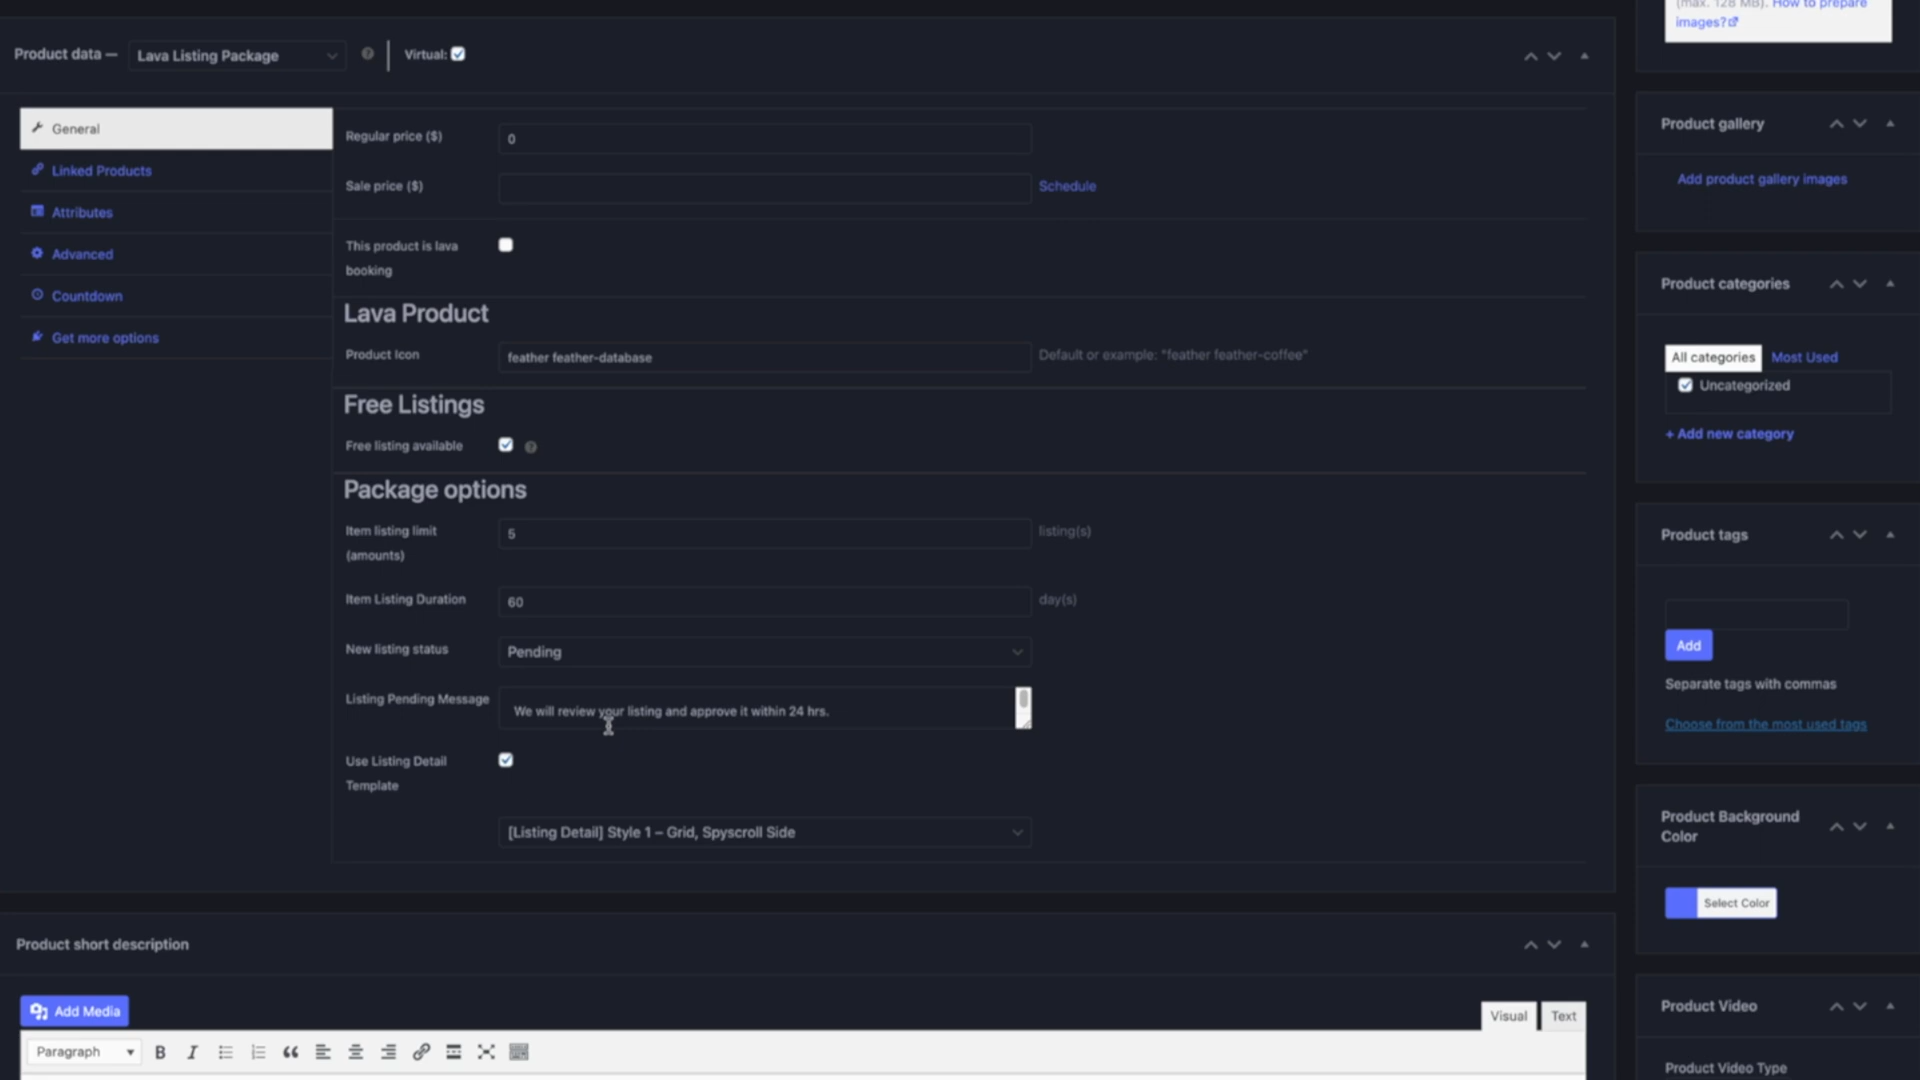 (max. 128 MB). How to prepare
images?
Product data —
Lava Listing Package
Virtual:
General
Linked Products
Attributes
Advanced
Countdown
Get more options
Regular price ($)
0
Sale price ($)
Schedule
This product is lava
booking
Lava Product
Product Icon
feather feather-database
Default or example: "feather feather-coffee"
Free Listings
Free listing available
Package options
Item listing limit
(amounts)
5
listing(s)
Item Listing Duration
60
day(s)
New listing status
Pending
Listing Pending Message
We will review your listing and approve it within 24 hrs.
Use Listing Detail
Template
[Listing Detail] Style 1 – Grid, Spyscroll Side
Product short description
Add Media
Visual
Text
Paragraph
B
I
Product gallery
Add product gallery images
Product categories
All categories
Most Used
Uncategorized
+ Add new category
Product tags
Add
Separate tags with commas
Choose from the most used tags
Product Background
Color
Select Color
Product Video
Product Video Type